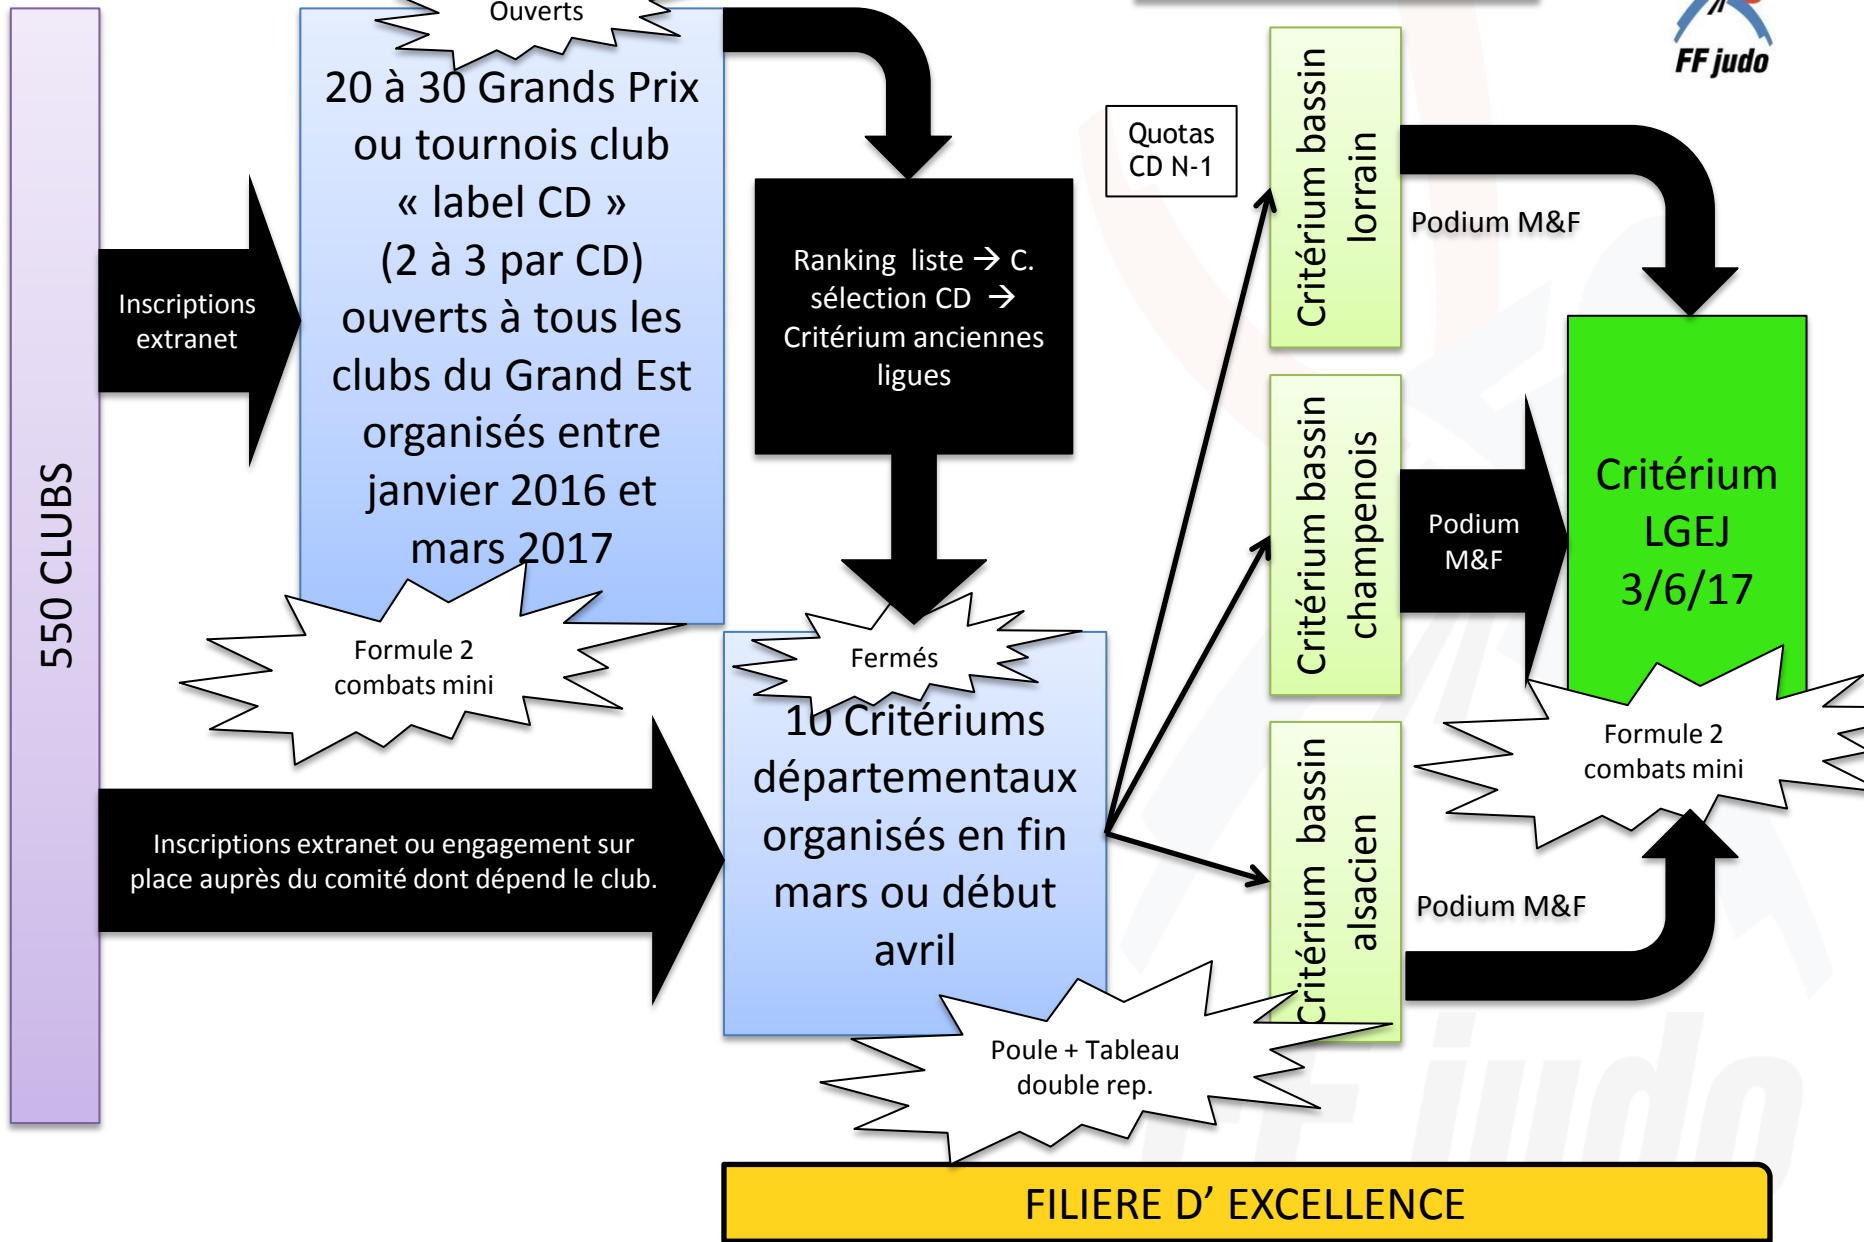 Ouverts
20 à 30 Grands Prix
ou tournois club
« label CD »
(2 à 3 par CD)
ouverts à tous les
clubs du Grand Est
organisés entre
janvier 2016 et
mars 2017
550 CLUBS
Inscriptions
extranet
Formule 2
combats mini
Inscriptions extranet ou engagement sur
place auprès du comité dont dépend le club.
Ranking liste → C.
sélection CD →
Critérium anciennes
ligues
Fermés
10 Critériums
départementaux
organisés en fin
mars ou début
avril
Poule + Tableau
double rep.
Quotas
CD N-1
Critérium bassin
lorrain
Critérium bassin
champenois
Critérium bassin
alsacien
Podium M&F
Podium
M&F
Podium M&F
Critérium
LGEJ
3/6/17
Formule 2
combats mini
FF judo
FF judo
FILIERE D’ EXCELLENCE